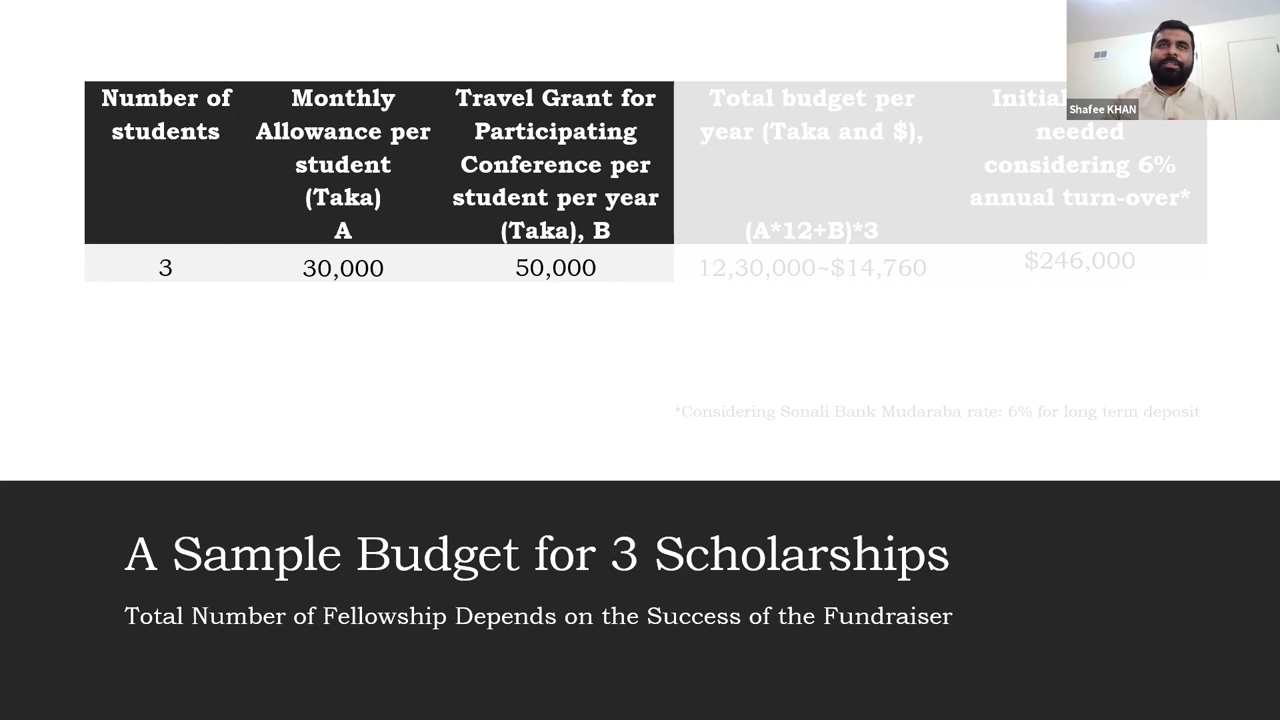 Shafee KHAN
Number of
students
Monthly
Allowance per
student
(Taka)
A
Travel Grant for
Participating
Conference per
student per year
(Taka), B
Total budget per
year (Taka and $),
(A*12+B)*3
Initial
needed
considering 6%
annual turn-over*
3
30,000
50,000
12,30,000~$14,760
$246,000
*Considering Sonali Bank Mudaraba rate: 6% for long term deposit
A Sample Budget for 3 Scholarships
Total Number of Fellowship Depends on the Success of the Fundraiser